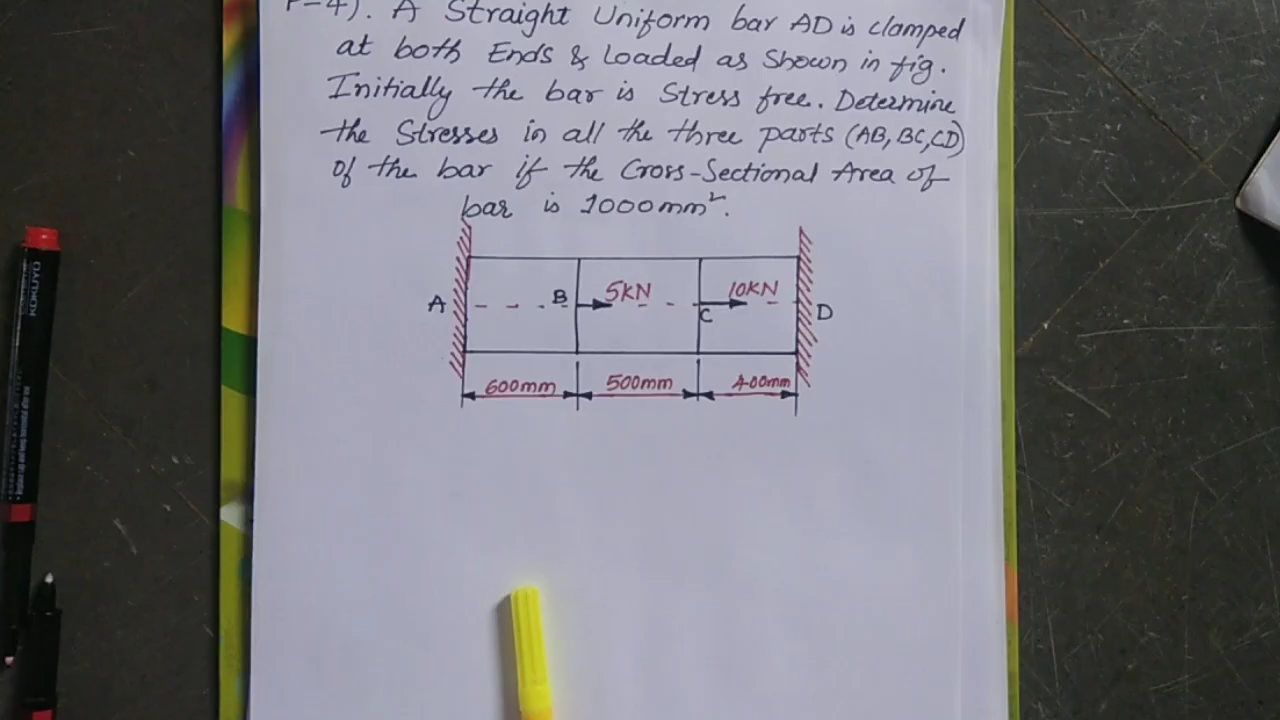 P-4). A Straight Uniform bar AD is clamped
at both Ends & Loaded as Shown in fig.
Initially the bar is Stress free. Determine
the Stresses in all the three parts (AB, BC, CD)
Of the bar if the Cross-Sectional Area of
bar is 1000mm².
A B 5KN C 10KN D
600mm 500mm 400mm
KOKUYO